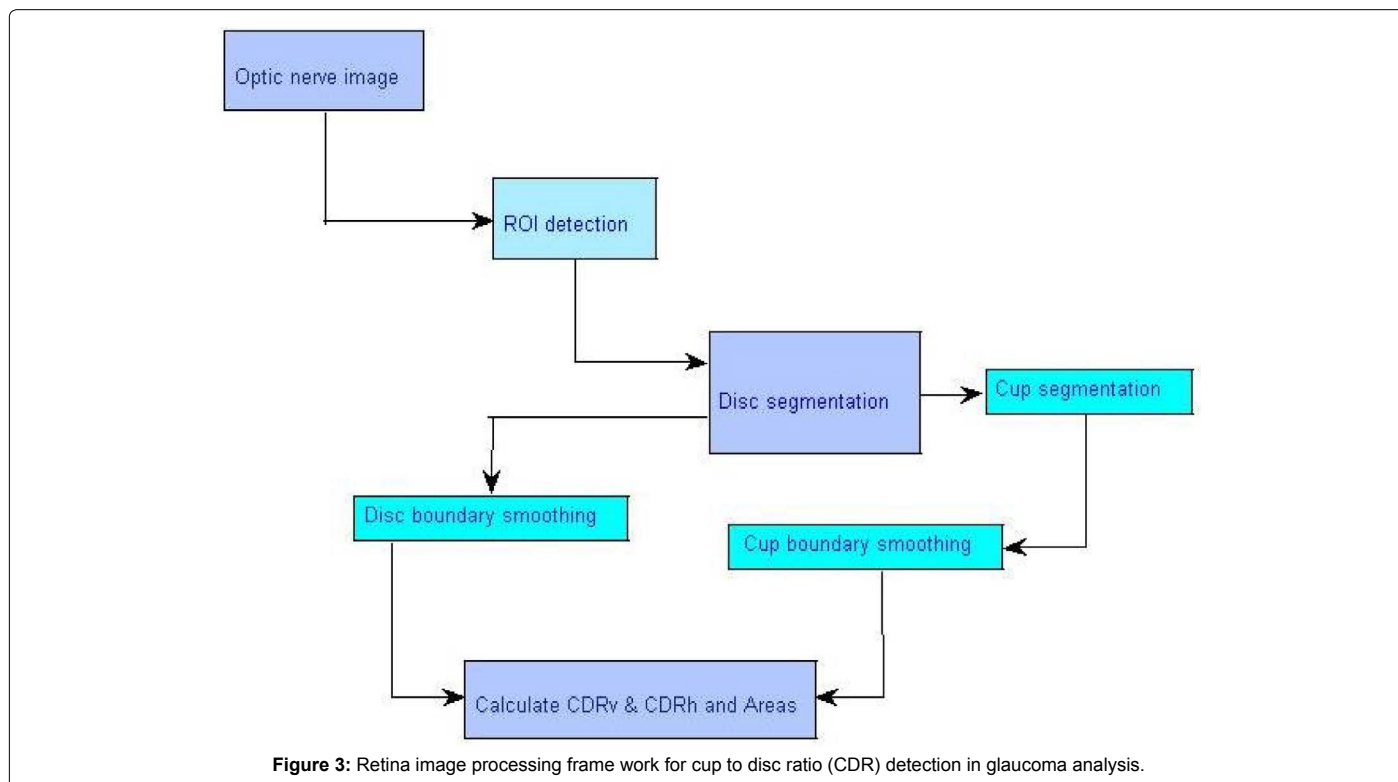 Optic nerve image
ROI detection
Disc segmentation
Cup segmentation
Disc boundary smoothing
Cup boundary smoothing
Calculate CDRv & CDRh and Areas
Figure 3: Retina image processing frame work for cup to disc ratio (CDR) detection in glaucoma analysis.